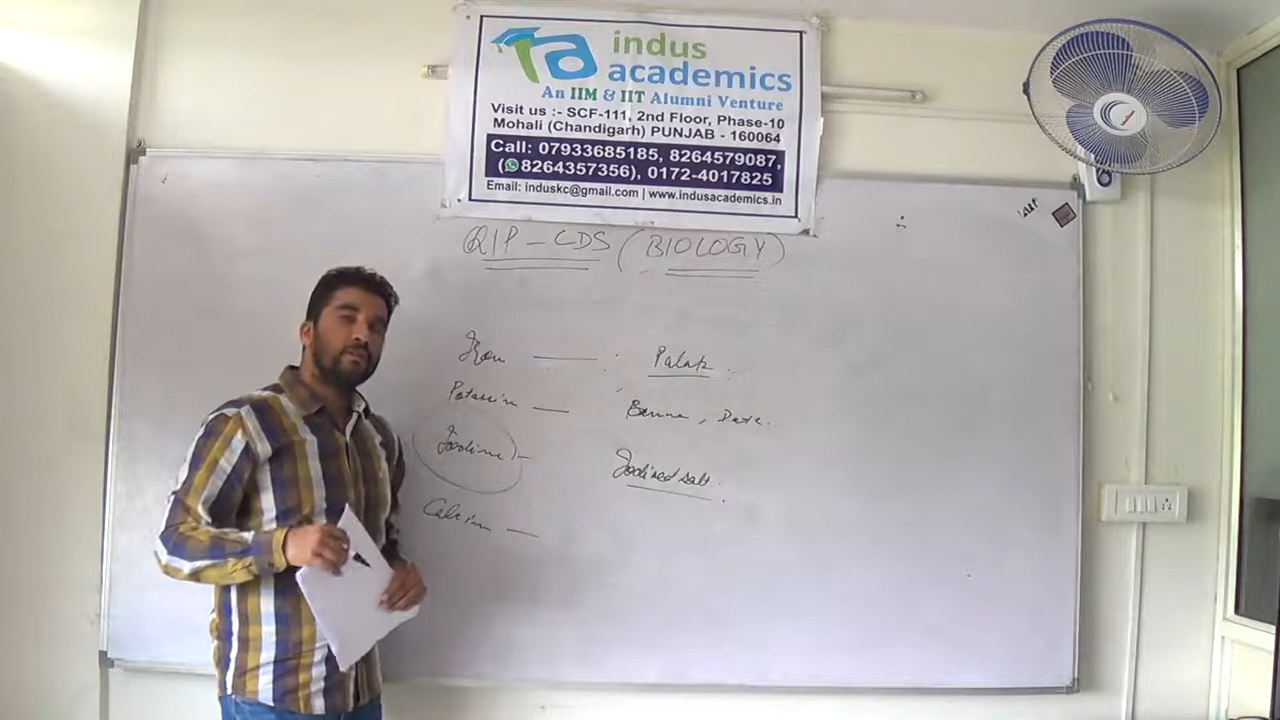 indus
academics
An IIM & IIT Alumni Venture
Visit us :- SCF-111, 2nd Floor, Phase-10
Mohali (Chandigarh) PUNJAB - 160064
Call: 07933685185, 8264579087,
(8264357356), 0172-4017825
Email: induskc@gmail.com | www.indusacademics.in
QIP - CDS (BIOLOGY)
Iron — Palak
Potassium — Banana, Date...
Iodine - Iodized salt.
Calcium —